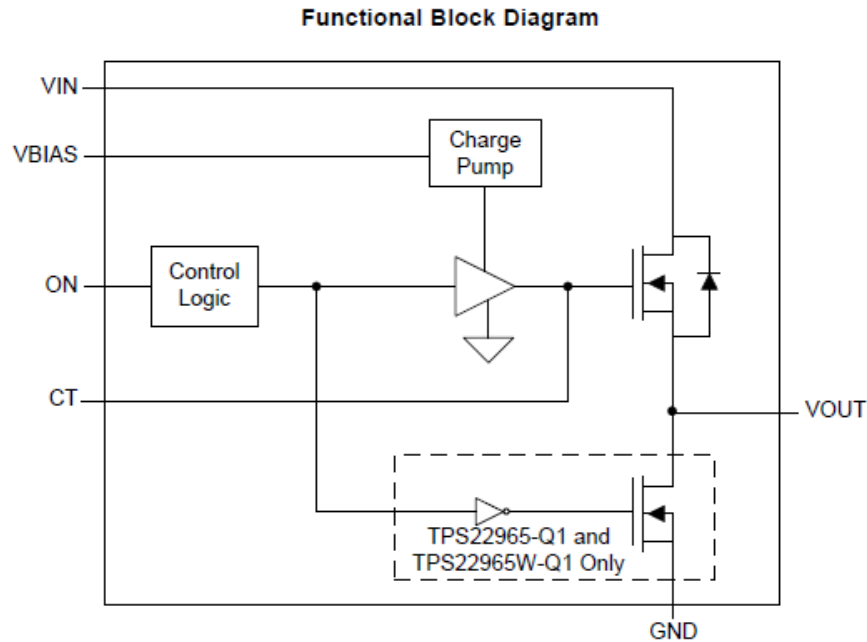 Functional Block Diagram
VIN
Charge
Pump
VBIAS
Control
Logic
ON
CT
VOUT
TPS22965-Q1 and
TPS22965W-Q1 Only
GND